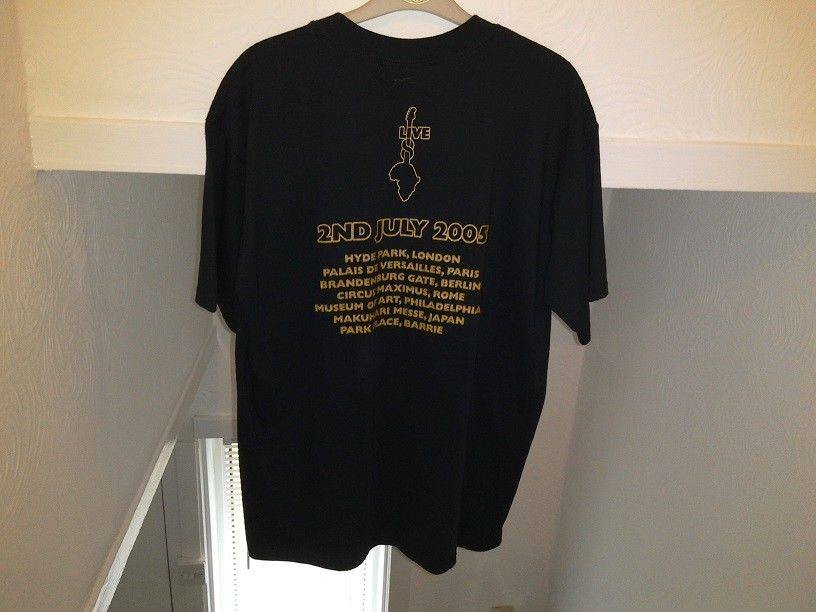 LIVE
8
2ND JULY 2005
HYDE PARK, LONDON
PALAIS DE VERSAILLES, PARIS
BRANDENBURG GATE, BERLIN
CIRCUS MAXIMUS, ROME
MUSEUM OF ART, PHILADELPHIA
MAKUHARI MESSE, JAPAN
PARK PLACE, BARRIE